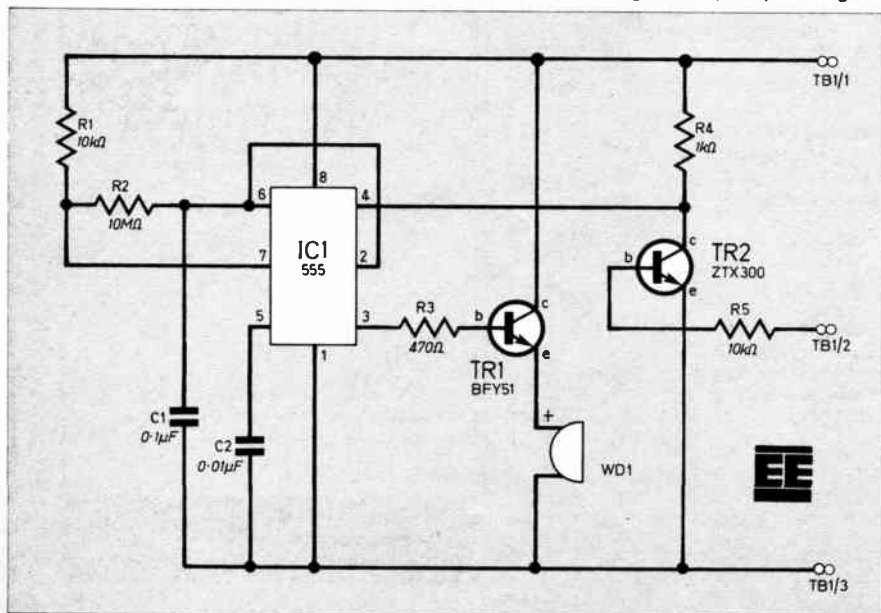 TB1/1
R1
10kΩ
R4
1kΩ
R2
10MΩ
8
6
4
IC1
555
7
2
c
b
TR2
ZTX300
e
5
3
R3
470Ω
b
c
e
TR1
BFY51
R5
10kΩ
TB1/2
1
C1
0·1µF
C2
0·01µF
+
WD1
EE
TB1/3